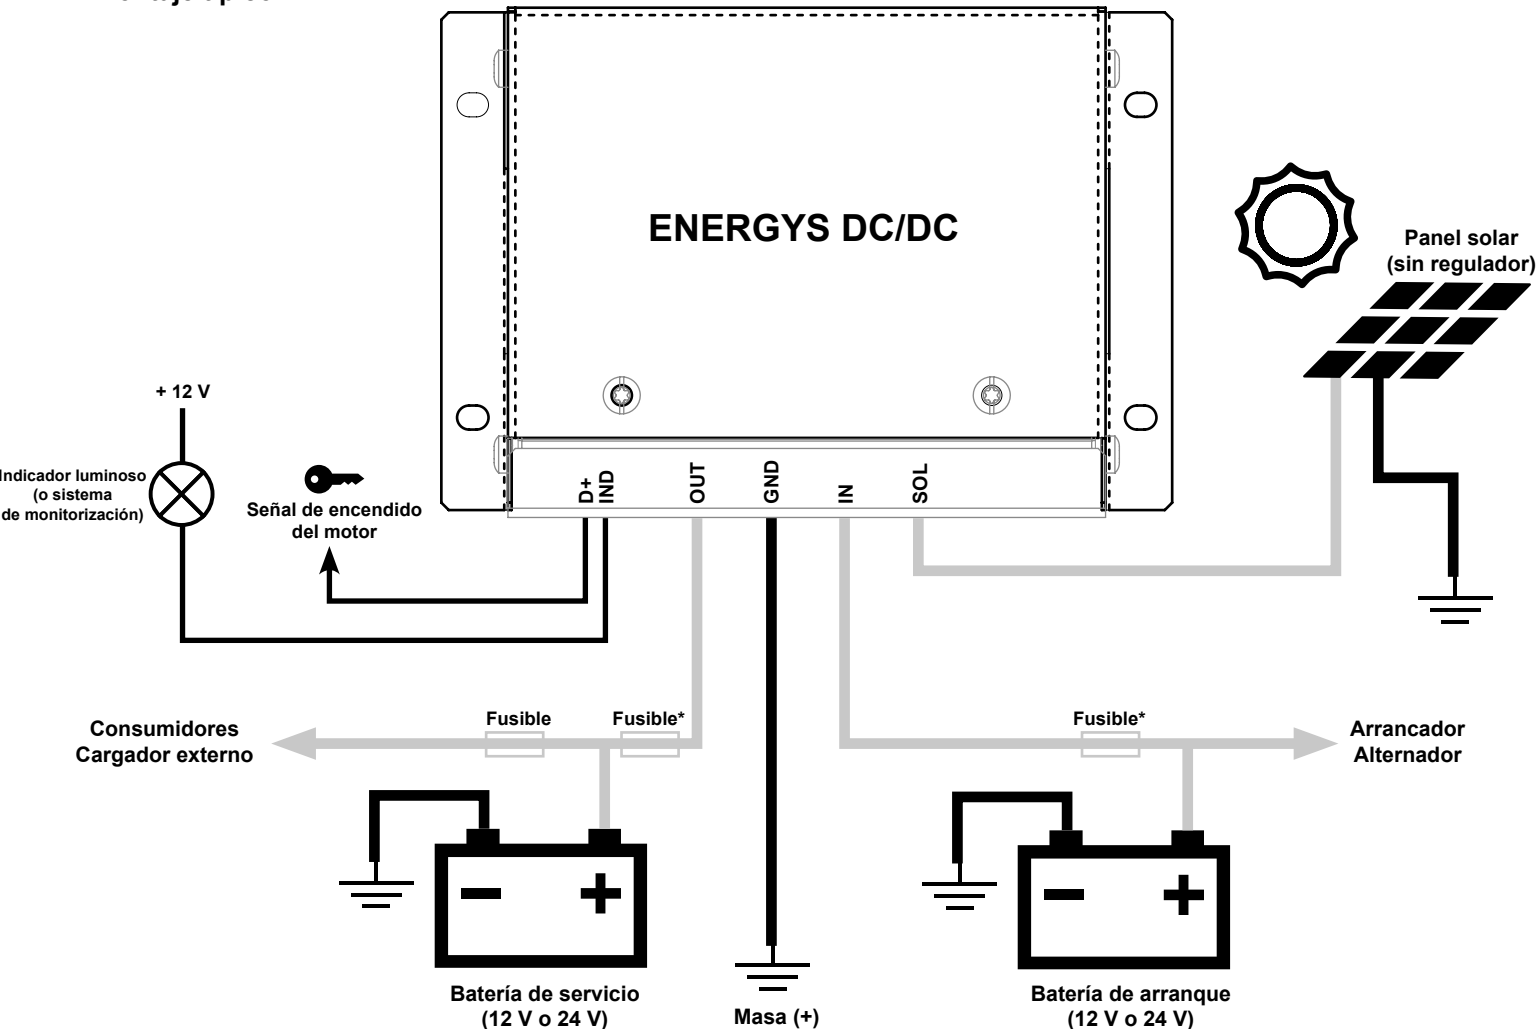 ENERGYS DC/DC
Panel solar
(sin regulador)
+ 12 V
Indicador luminoso
(o sistema
de monitorización)
Señal de encendido
del motor
D+
IND
OUT
GND
IN
SOL
Consumidores
Cargador externo
Fusible
Fusible*
Fusible*
Arrancador
Alternador
Batería de servicio
(12 V o 24 V)
Masa (+)
Batería de arranque
(12 V o 24 V)